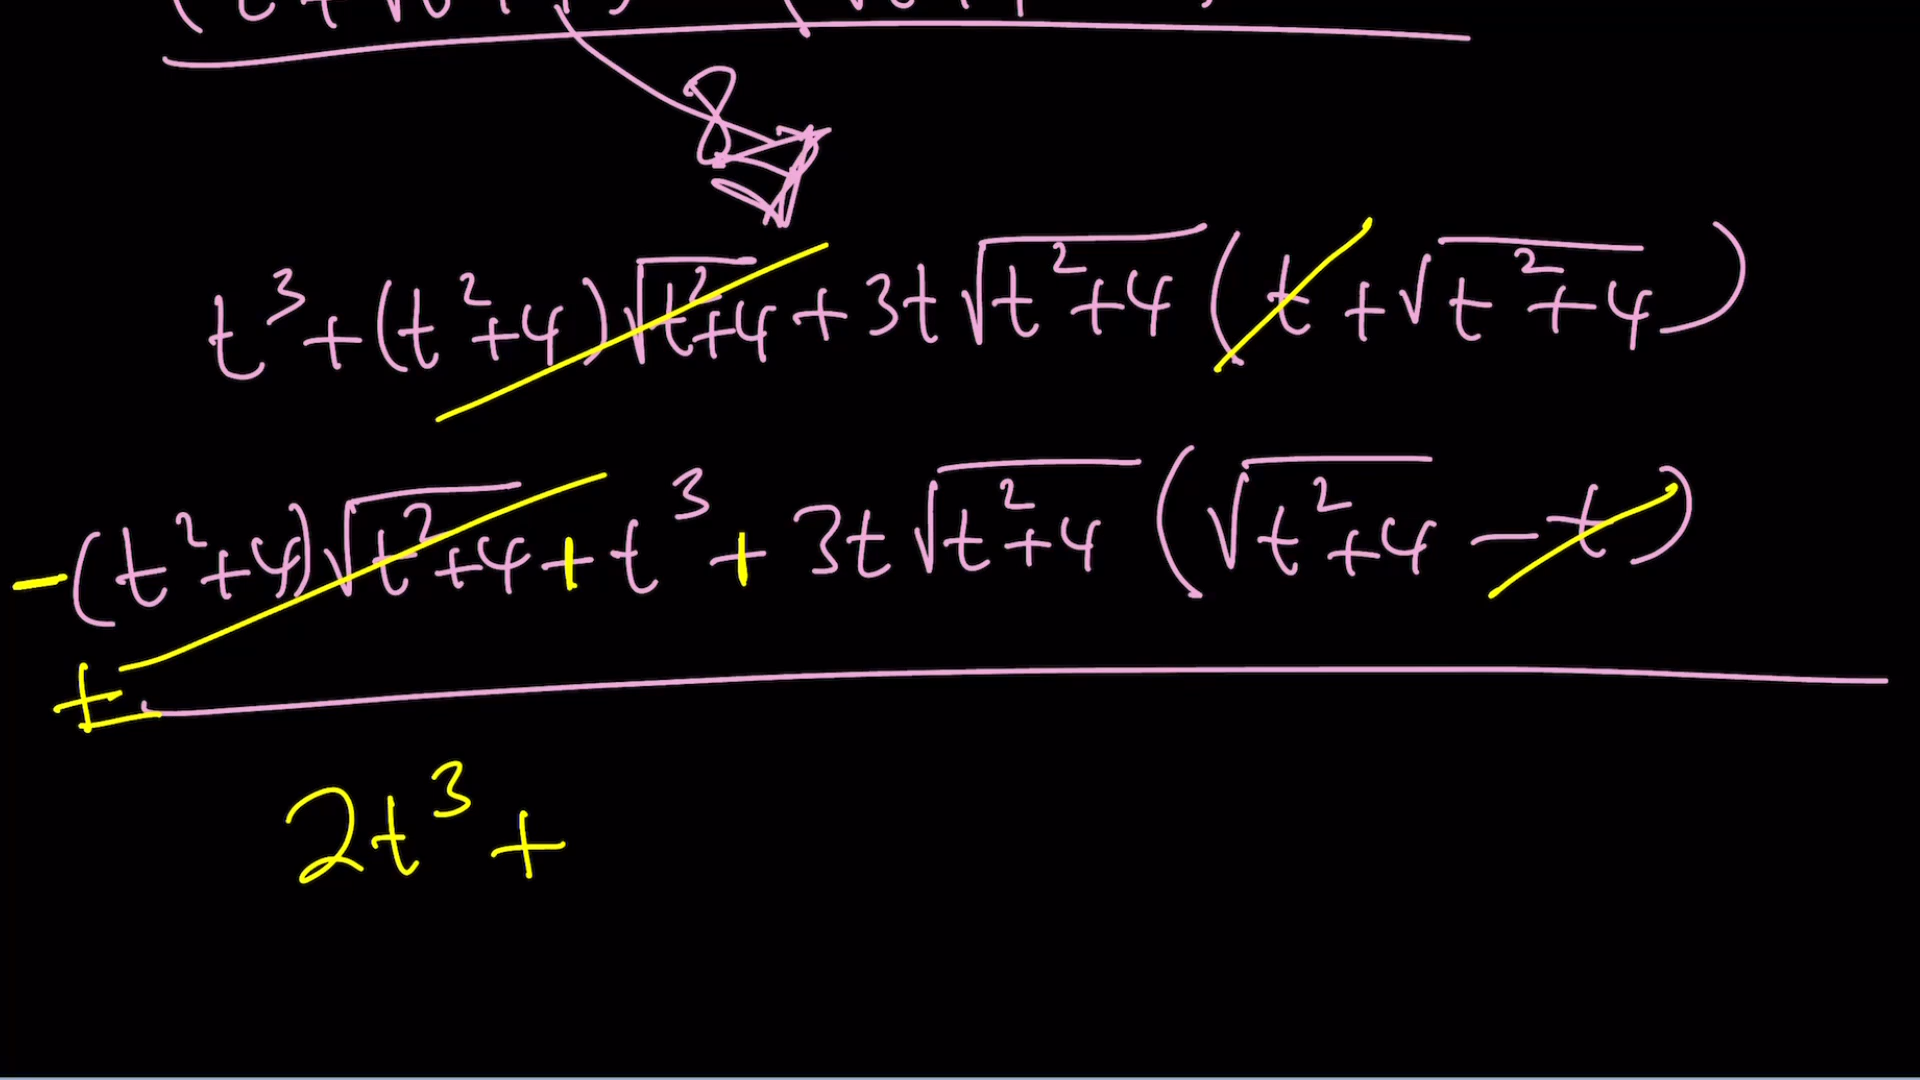 8
t³ + (t²+4)√(t²+4) + 3t√(t²+4) (t + √(t²+4))
-(t²+4)√(t²+4) + t³ + 3t√(t²+4) (√(t²+4) - t)
+
2t³ +